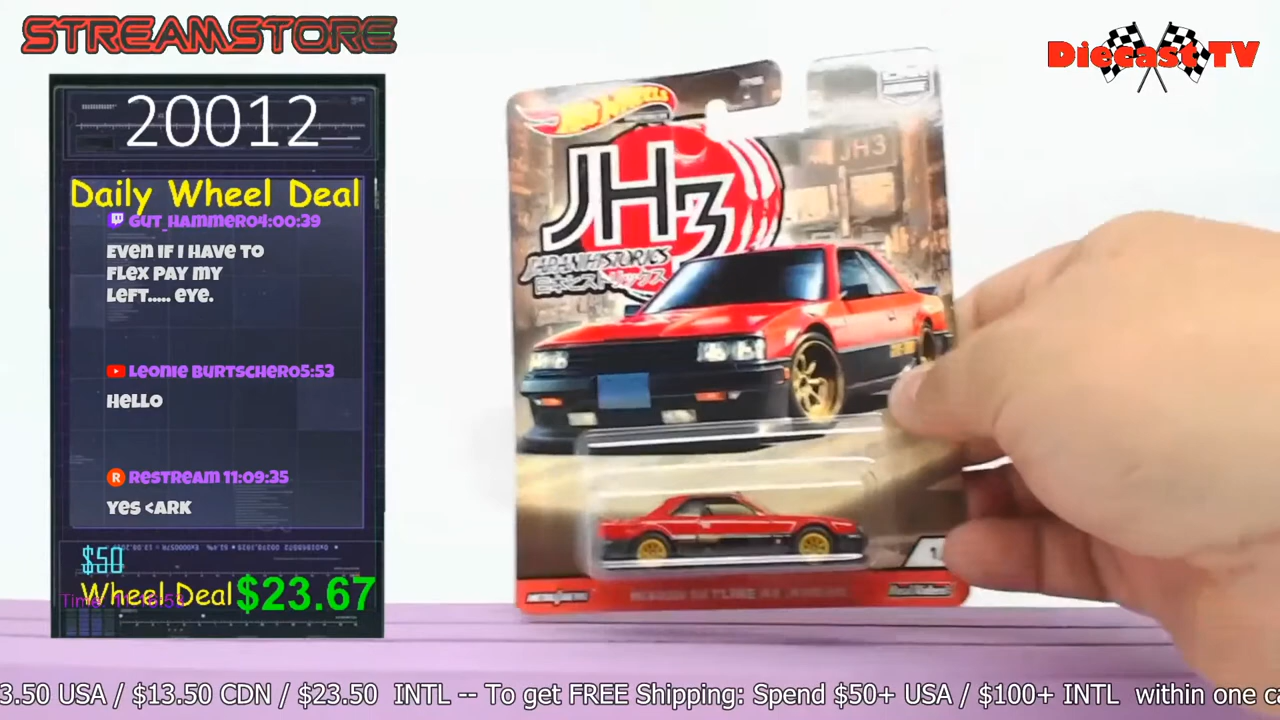 STREAMSTORE
Diecast TV
20012
Daily Wheel Deal
Gut_Hammer04:00:39
Even if I have to
flex pay my
left..... eye.
Leonie Burtscher05:53
Hello
Restream 11:09:35
Yes <ARK
$50
Wheel Deal $23.67
Hot Wheels
JH3
JH3
JAPAN HISTORICS
3.50 USA / $13.50 CDN / $23.50 INTL -- To get FREE Shipping: Spend $50+ USA / $100+ INTL within one ca